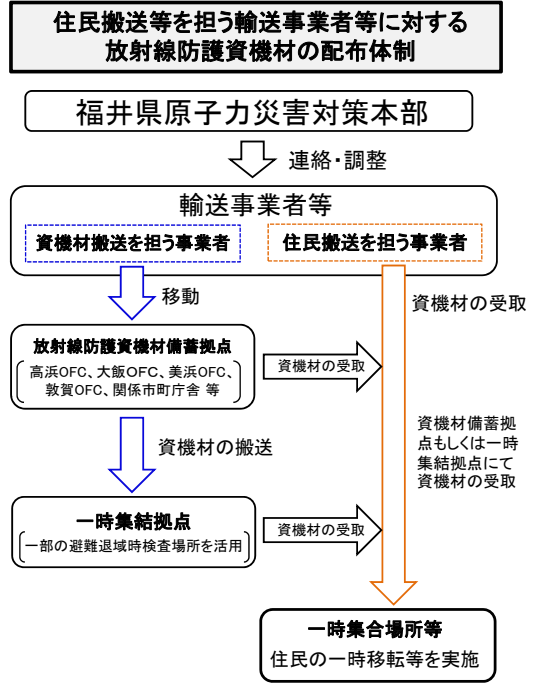 住民搬送等を担う輸送事業者等に対する
放射線防護資機材の配布体制
福井県原子力災害対策本部
連絡・調整
輸送事業者等
資機材搬送を担う事業者
住民搬送を担う事業者
移動
資機材の受取
放射線防護資機材備蓄拠点
高浜OFC、大飯OFC、美浜OFC、
敦賀OFC、関係市町庁舎 等
資機材の受取
資機材の搬送
資機材備蓄拠
点もしくは一時
集結拠点にて
資機材の受取
一時集結拠点
一部の避難退域時検査場所を活用
資機材の受取
一時集合場所等
住民の一時移転等を実施